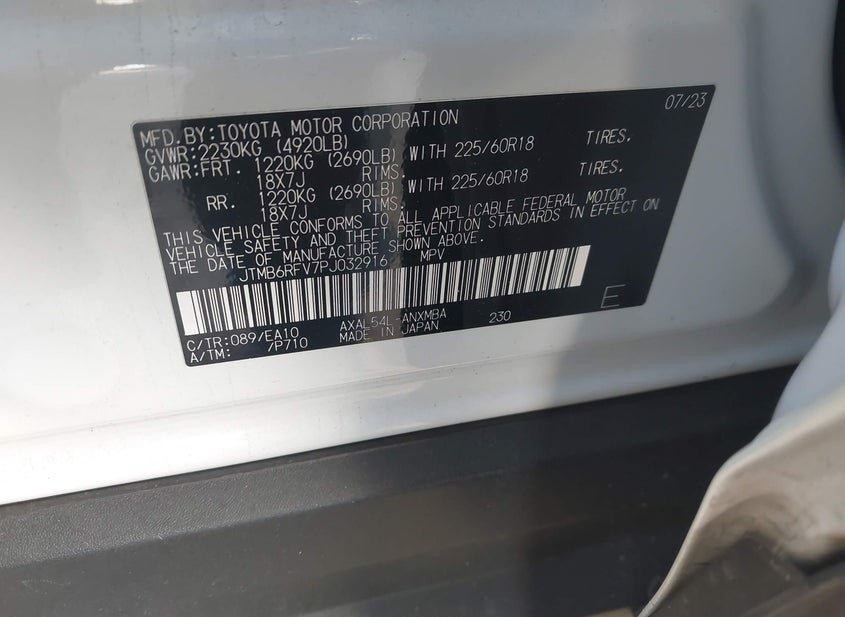 07/23
MFD.BY:TOYOTA MOTOR CORPORATION
GVWR:2230KG (4920LB)
GAWR:FRT. 1220KG (2690LB) WITH 225/60R18 TIRES.
18X7J RIMS.
RR. 1220KG (2690LB) WITH 225/60R18 TIRES.
18X7J RIMS.
THIS VEHICLE CONFORMS TO ALL APPLICABLE FEDERAL MOTOR
VEHICLE SAFETY AND THEFT PREVENTION STANDARDS IN EFFECT ON
THE DATE OF MANUFACTURE SHOWN ABOVE.
JTMB6RFV7PJ032916 MPV
C/TR:089/EA10 AXAL54L-ANXMBA 230 E
A/TM: /P710 MADE IN JAPAN